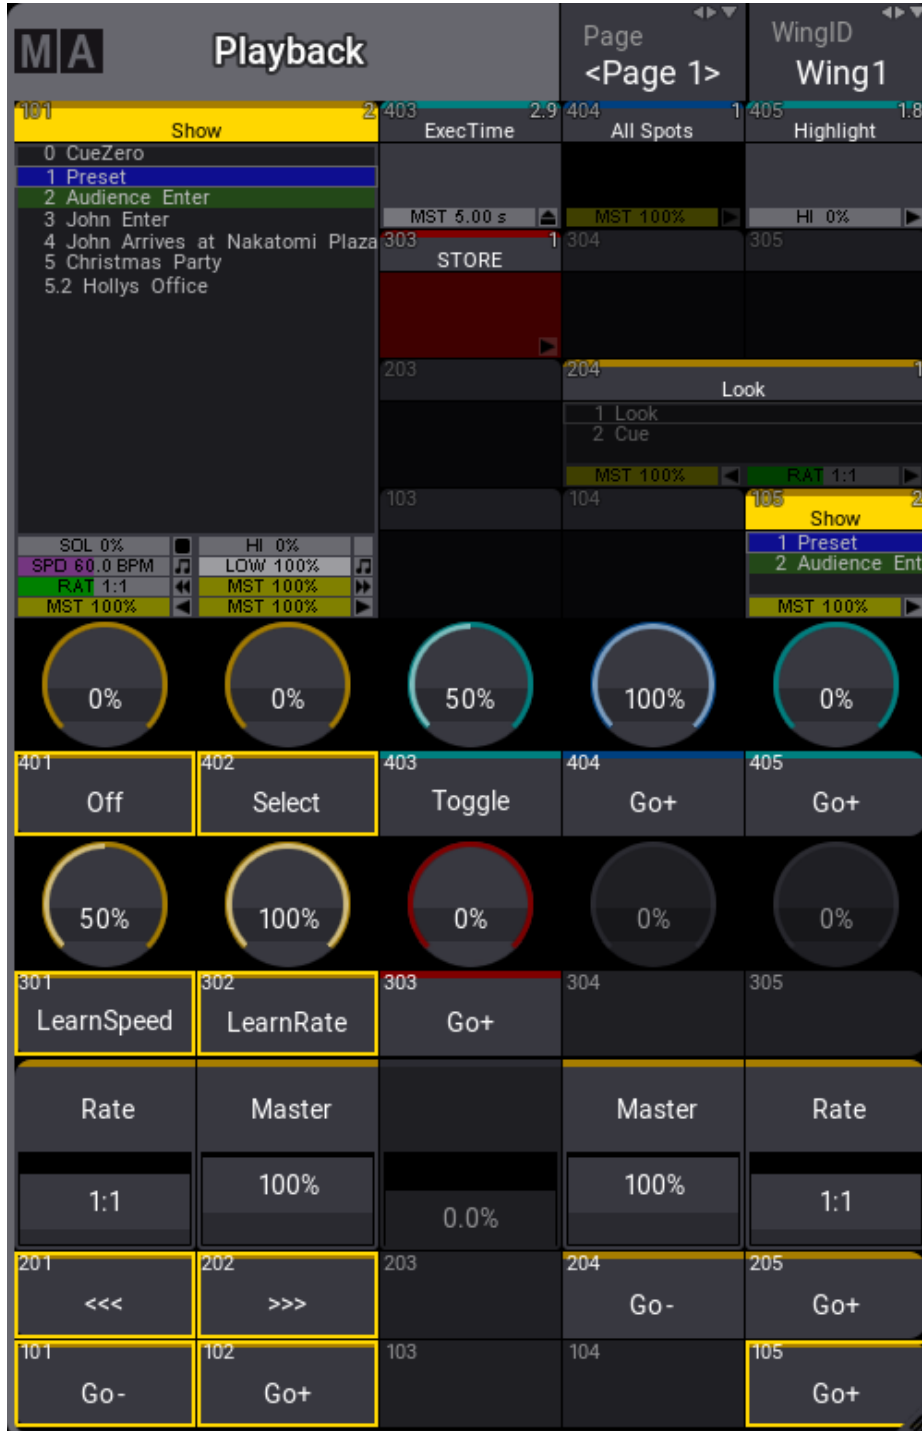 MA Playback
Page
<Page 1>
WingID
Wing1
101 2
Show
0 CueZero
1 Preset
2 Audience Enter
3 John Enter
4 John Arrives at Nakatomi Plaza
5 Christmas Party
5.2 Hollys Office
SOL 0% HI 0%
SPD 60.0 BPM LOW 100%
RAT 1:1 MST 100%
MST 100% MST 100%
403 2.9
ExecTime
MST 5.00 s
404 1
All Spots
MST 100%
405 1.8
Highlight
HI 0%
303 1
STORE
304
305
203
204 1
Look
1 Look
2 Cue
MST 100% RAT 1:1
103
104
105 2
Show
1 Preset
2 Audience Ent
MST 100%
0% 0% 50% 100% 0%
401 402 403 404 405
Off Select Toggle Go+ Go+
50% 100% 0% 0% 0%
301 302 303 304 305
LearnSpeed LearnRate Go+
Rate Master Master Rate
1:1 100% 0.0% 100% 1:1
201 202 203 204 205
<<< >>> Go- Go+
101 102 103 104 105
Go- Go+ Go+